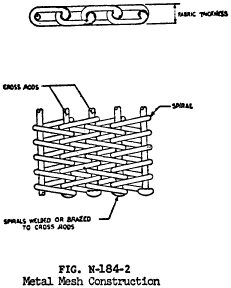 FABRIC THICKNESS
CROSS RODS
SPIRAL
SPIRALS WELDED OR BRAZED
TO CROSS RODS
FIG. N-184-2
Metal Mesh Construction